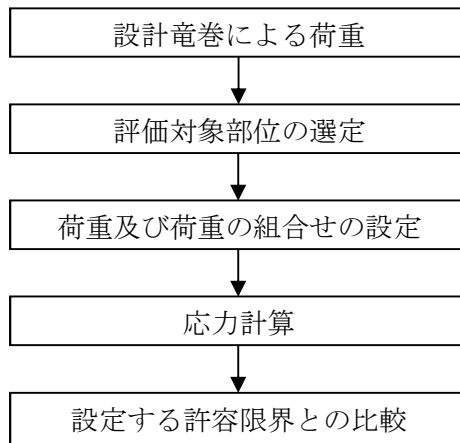 設計竜巻による荷重
評価対象部位の選定
荷重及び荷重の組合せの設定
応力計算
設定する許容限界との比較